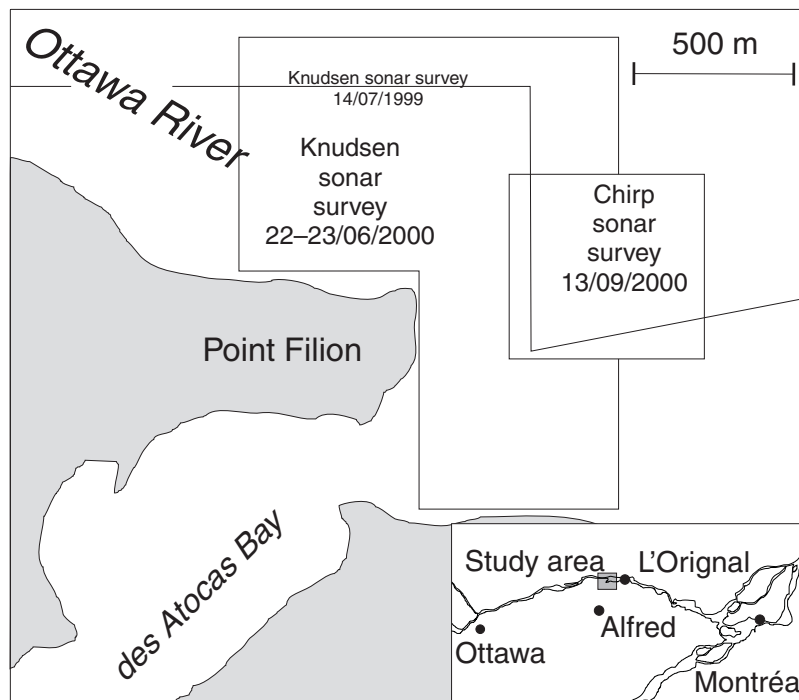 Ottawa River
500 m
Knudsen sonar survey
14/07/1999
Knudsen
sonar
survey
22–23/06/2000
Chirp
sonar
survey
13/09/2000
Point Filion
des Atocas Bay
Study area
L'Orignal
Alfred
Ottawa
Montréa